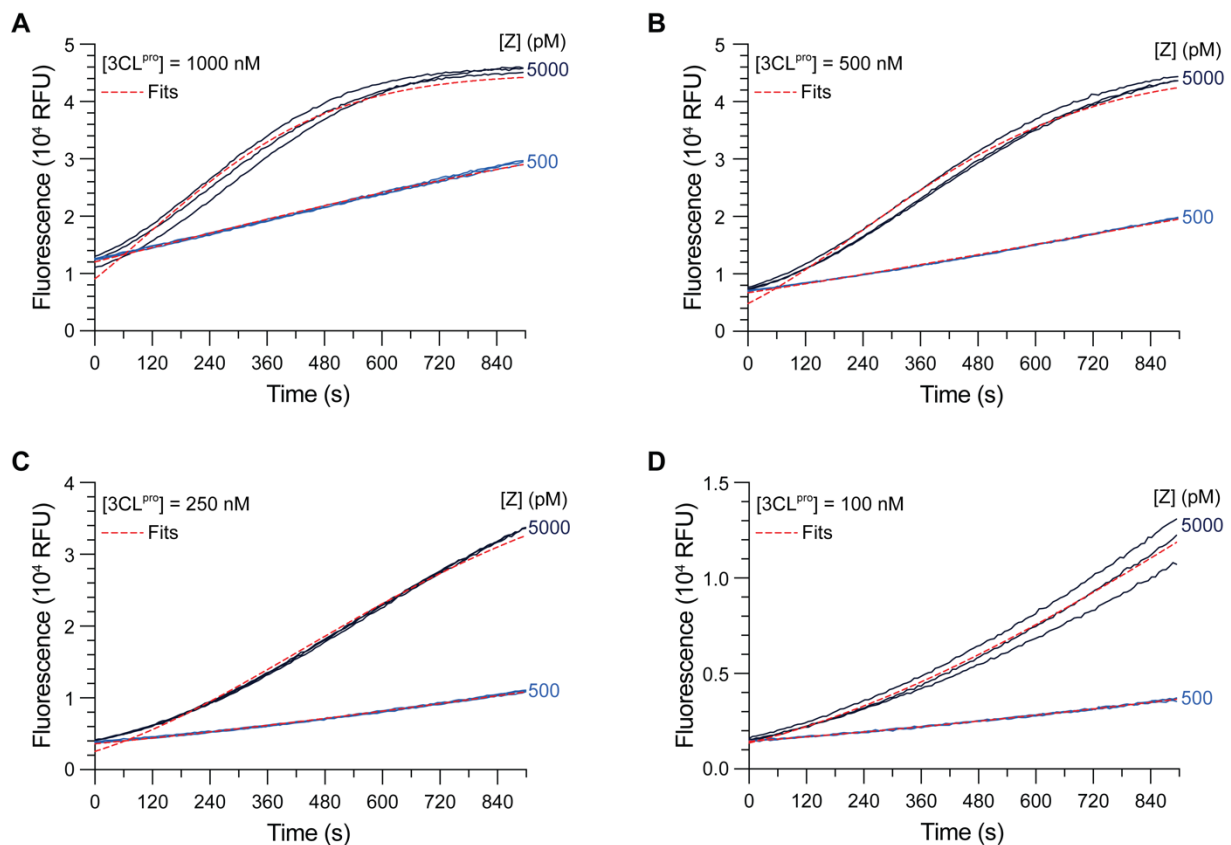 A
[3CLᵖʳᵒ] = 1000 nM
Fits
[Z] (pM)
5000
500
Fluorescence (10⁴ RFU)
5
4
3
2
1
0
0 120 240 360 480 600 720 840
Time (s)
B
[3CLᵖʳᵒ] = 500 nM
Fits
[Z] (pM)
5000
500
Fluorescence (10⁴ RFU)
5
4
3
2
1
0
0 120 240 360 480 600 720 840
Time (s)
C
[3CLᵖʳᵒ] = 250 nM
Fits
[Z] (pM)
5000
500
Fluorescence (10⁴ RFU)
4
3
2
1
0
0 120 240 360 480 600 720 840
Time (s)
D
[3CLᵖʳᵒ] = 100 nM
Fits
[Z] (pM)
5000
500
Fluorescence (10⁴ RFU)
1.5
1.0
0.5
0.0
0 120 240 360 480 600 720 840
Time (s)